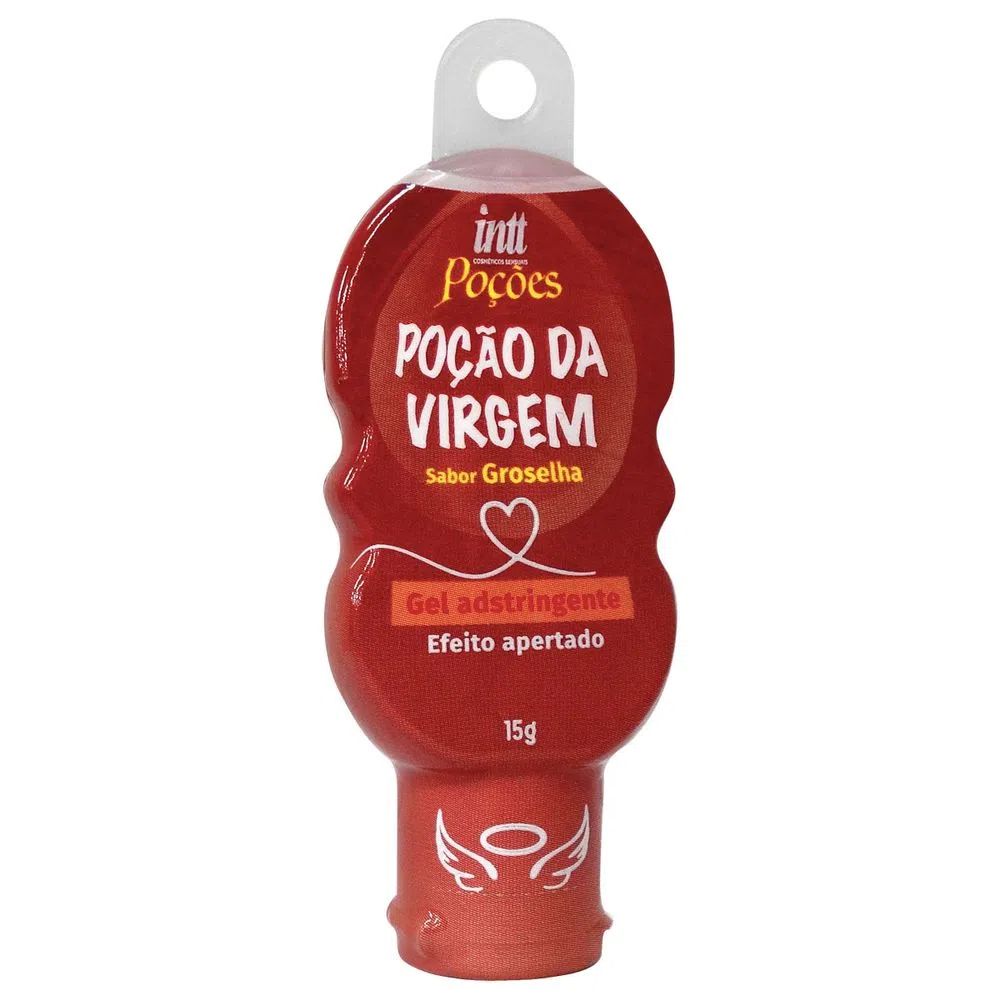 intt
COSMÉTICOS SENSUAIS
Poções
POÇÃO DA
VIRGEM
Sabor Groselha
Gel adstringente
Efeito apertado
15g